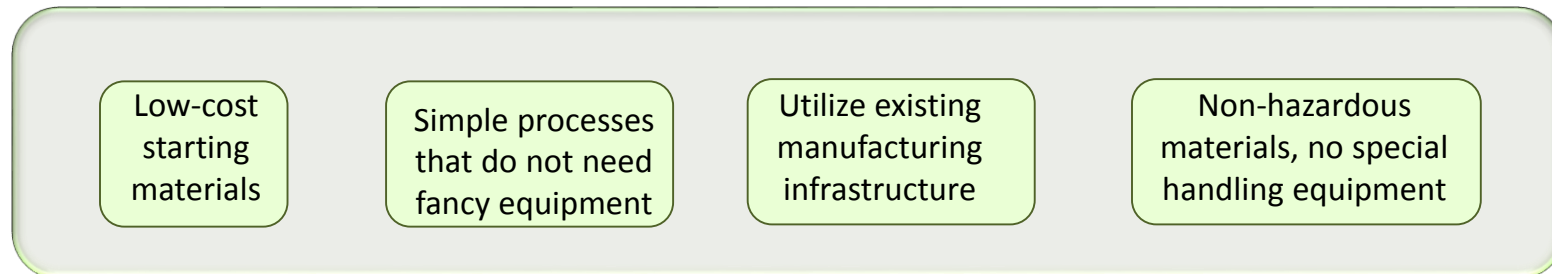 Low-cost
starting
materials
Simple processes
that do not need
fancy equipment
Utilize existing
manufacturing
infrastructure
Non-hazardous
materials, no special
handling equipment